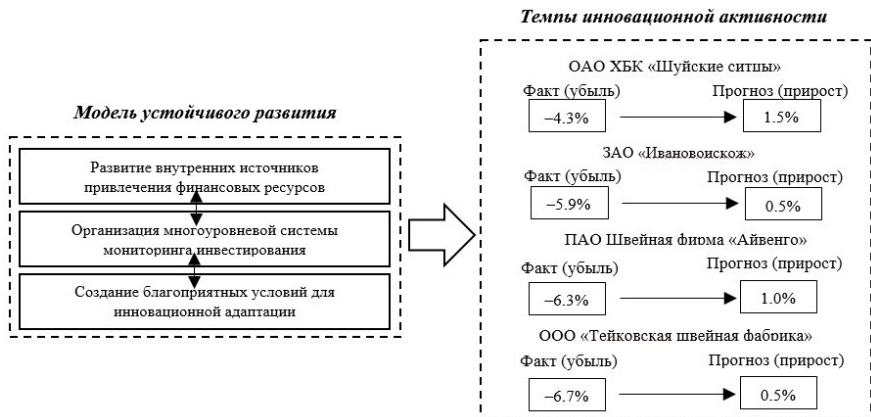 Модель устойчивого развития
Развитие внутренних источников
привлечения финансовых ресурсов
Организация многоуровневой системы
мониторинга инвестирования
Создание благоприятных условий для
инновационной адаптации
Темпы инновационной активности
ОАО ХБК «Шуйские ситцы»
Факт (убыль) Прогноз (прирост)
–4.3% 1.5%
ЗАО «Ивановоискож»
Факт (убыль) Прогноз (прирост)
–5.9% 0.5%
ПАО Швейная фирма «Айвенго»
Факт (убыль) Прогноз (прирост)
–6.3% 1.0%
ООО «Тейковская швейная фабрика»
Факт (убыль) Прогноз (прирост)
–6.7% 0.5%